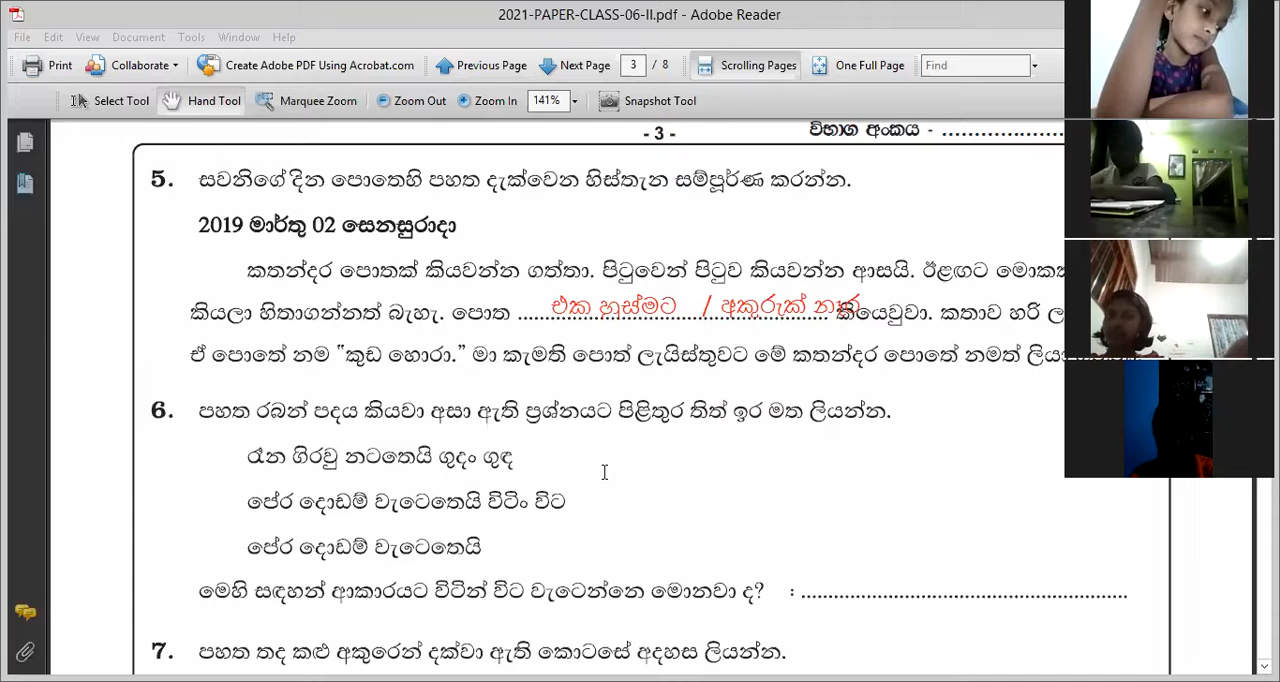 2021-PAPER-CLASS-06-II.pdf - Adobe Reader
File Edit View Document Tools Window Help
Print Collaborate Create Adobe PDF Using Acrobat.com Previous Page Next Page 3 / 8 Scrolling Pages One Full Page Find
Select Tool Hand Tool Marquee Zoom Zoom Out Zoom In 141% Snapshot Tool
- 3 - විභාග අංකය - ......................
5. සවනිගේ දින පොතෙහි පහත දැක්වෙන හිස්තැන සම්පූර්ණ කරන්න.
2019 මාර්තු 02 සෙනසුරාදා
කතන්දර පොතක් කියවන්න ගත්තා. පිටුවෙන් පිටුව කියවන්න ආසයි. ඊළඟට මොකක්
කියලා හිතාගන්නත් බැහැ. පොත ........ එක හුස්මට / අකුරුක් නෑර ........ කියෙවුවා. කතාව හරි
ඒ පොතේ නම "කුඩ හොරා." මා කැමති පොත් ලැයිස්තුවට මේ කතන්දර පොතේ නමත්
6. පහත රබන් පදය කියවා අසා ඇති ප්‍රශ්නයට පිළිතුර තිත් ඉර මත ලියන්න.
රෑන ගිරවු නටතෙයි ගුදං ගුඳ
පේර දොඩම් වැටෙතෙයි විටිං විට
පේර දොඩම් වැටෙතෙයි
මෙහි සඳහන් ආකාරයට විටින් විට වැටෙන්නෙ මොනවා ද? : ............................................................
7. පහත තද කළු අකුරෙන් දක්වා ඇති කොටසේ අදහස ලියන්න.